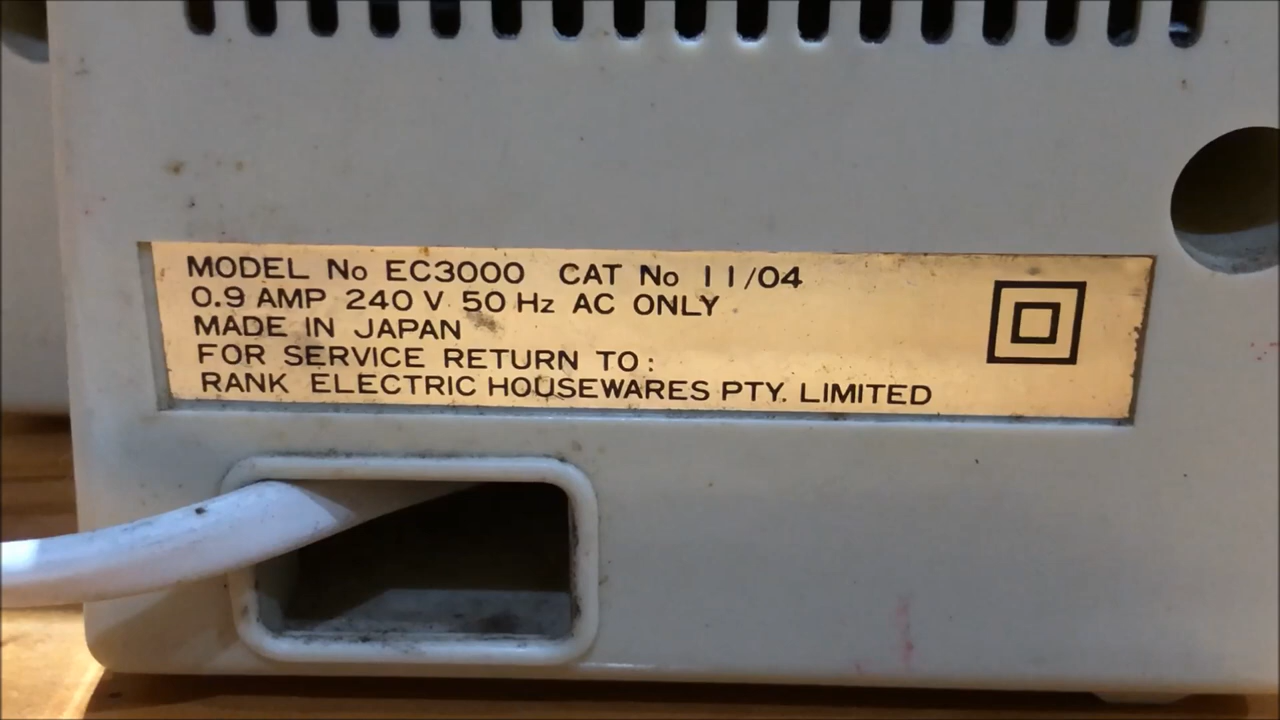 MODEL No EC3000 CAT No 11/04
0.9 AMP 240 V 50 Hz AC ONLY
MADE IN JAPAN
FOR SERVICE RETURN TO:
RANK ELECTRIC HOUSEWARES PTY. LIMITED